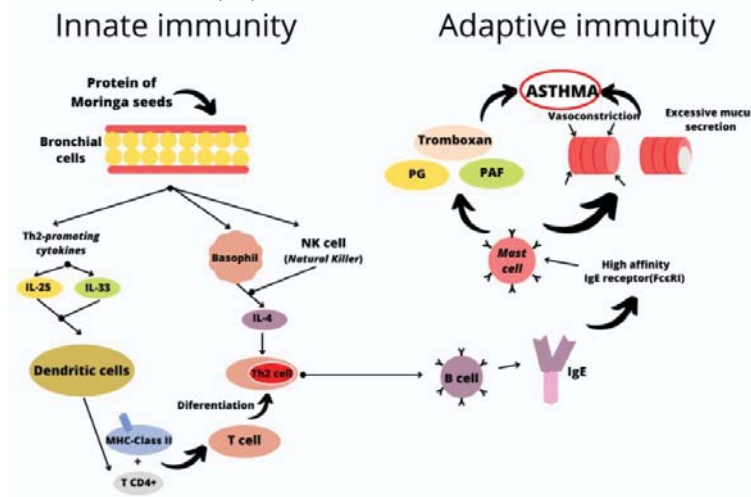 Innate immunity
Adaptive immunity
Protein of
Moringa seeds
Bronchial
cells
Th2-promoting
cytokines
IL-25
IL-33
Basophil
NK cell
(Natural Killer)
IL-4
Dendritic cells
Th2 cell
Diferentiation
MHC-Class II
+
T CD4+
T cell
ASTHMA
Vasoconstriction
Excessive mucu
secretion
Tromboxan
PG
PAF
Mast
cell
High affinity
IgE receptor(FcεRI)
B cell
IgE